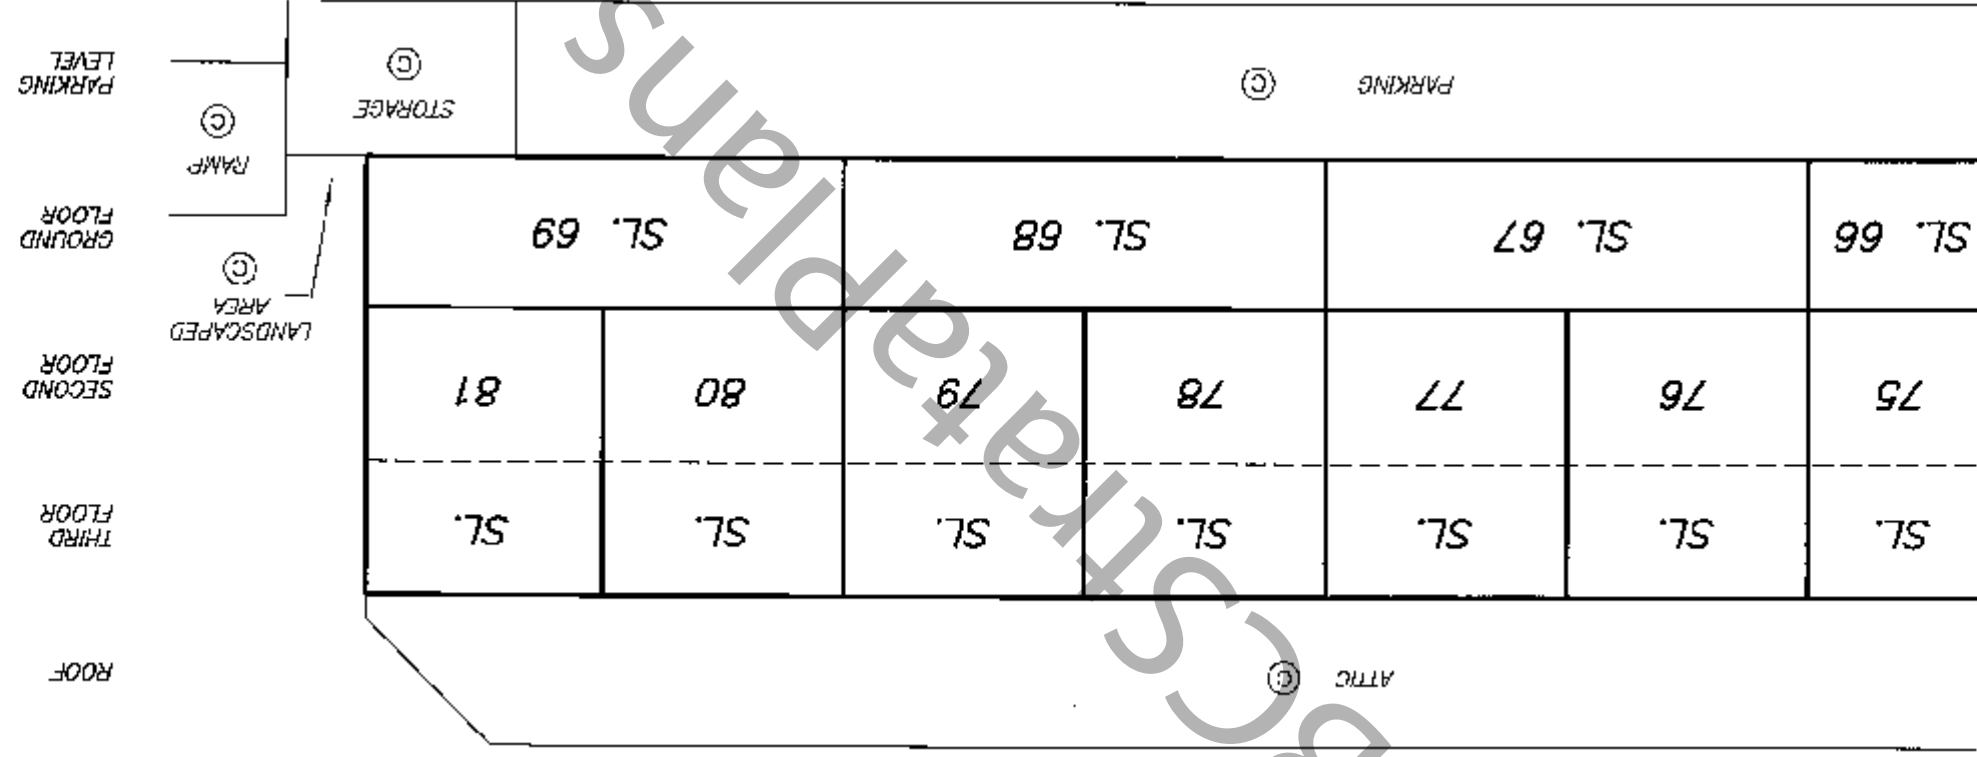 ATTIC Ⓒ
ROOF
SL. SL. SL. SL. SL. SL. SL.
THIRD
FLOOR
75 76 77 78 79 80 81
SECOND
FLOOR
LANDSCAPED
AREA
Ⓒ
SL. 66 SL. 67 SL. 68 SL. 69
GROUND
FLOOR
RAMP
Ⓒ
PARKING Ⓒ
STORAGE
Ⓒ
PARKING
LEVEL
CStrataplans